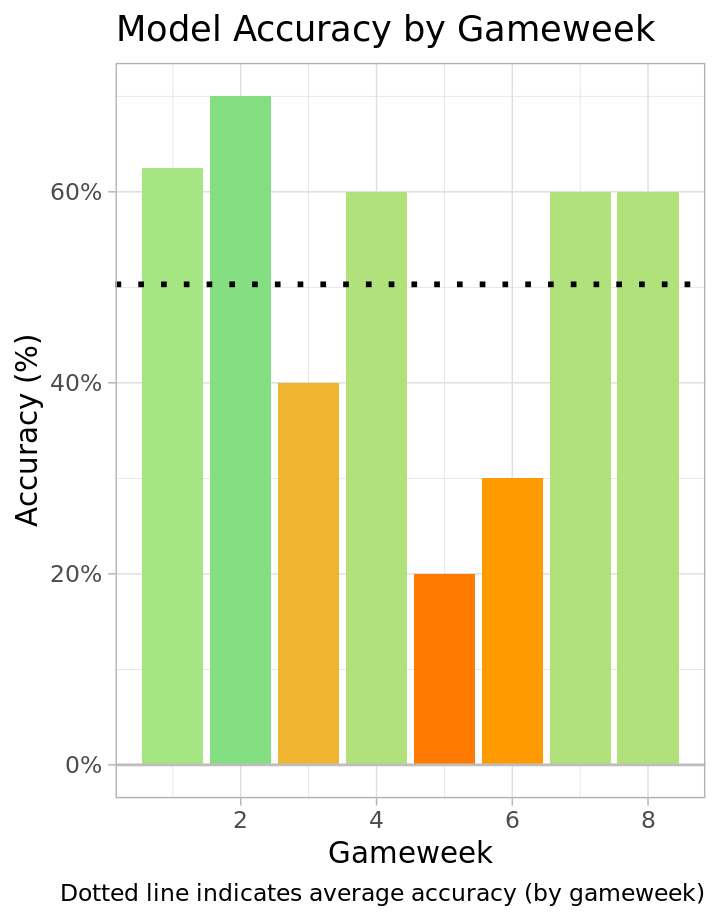 Model Accuracy by Gameweek
60%
40%
20%
0%
Accuracy (%)
2 4 6 8
Gameweek
Dotted line indicates average accuracy (by gameweek)